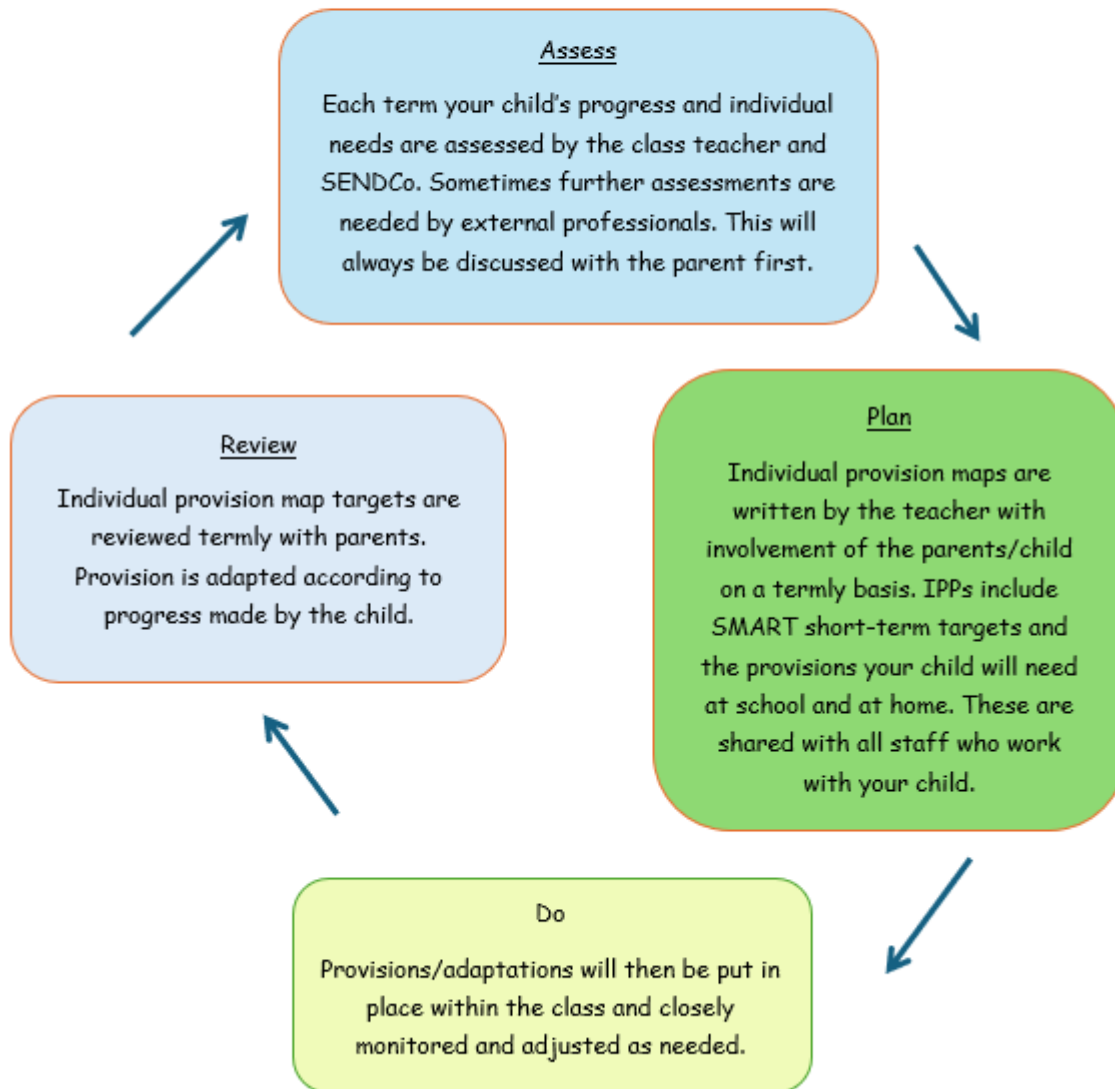 Assess
Each term your child's progress and individual
needs are assessed by the class teacher and
SENDCo. Sometimes further assessments are
needed by external professionals. This will
always be discussed with the parent first.
Plan
Individual provision maps are
written by the teacher with
involvement of the parents/child
on a termly basis. IPPs include
SMART short-term targets and
the provisions your child will need
at school and at home. These are
shared with all staff who work
with your child.
Do
Provisions/adaptations will then be put in
place within the class and closely
monitored and adjusted as needed.
Review
Individual provision map targets are
reviewed termly with parents.
Provision is adapted according to
progress made by the child.